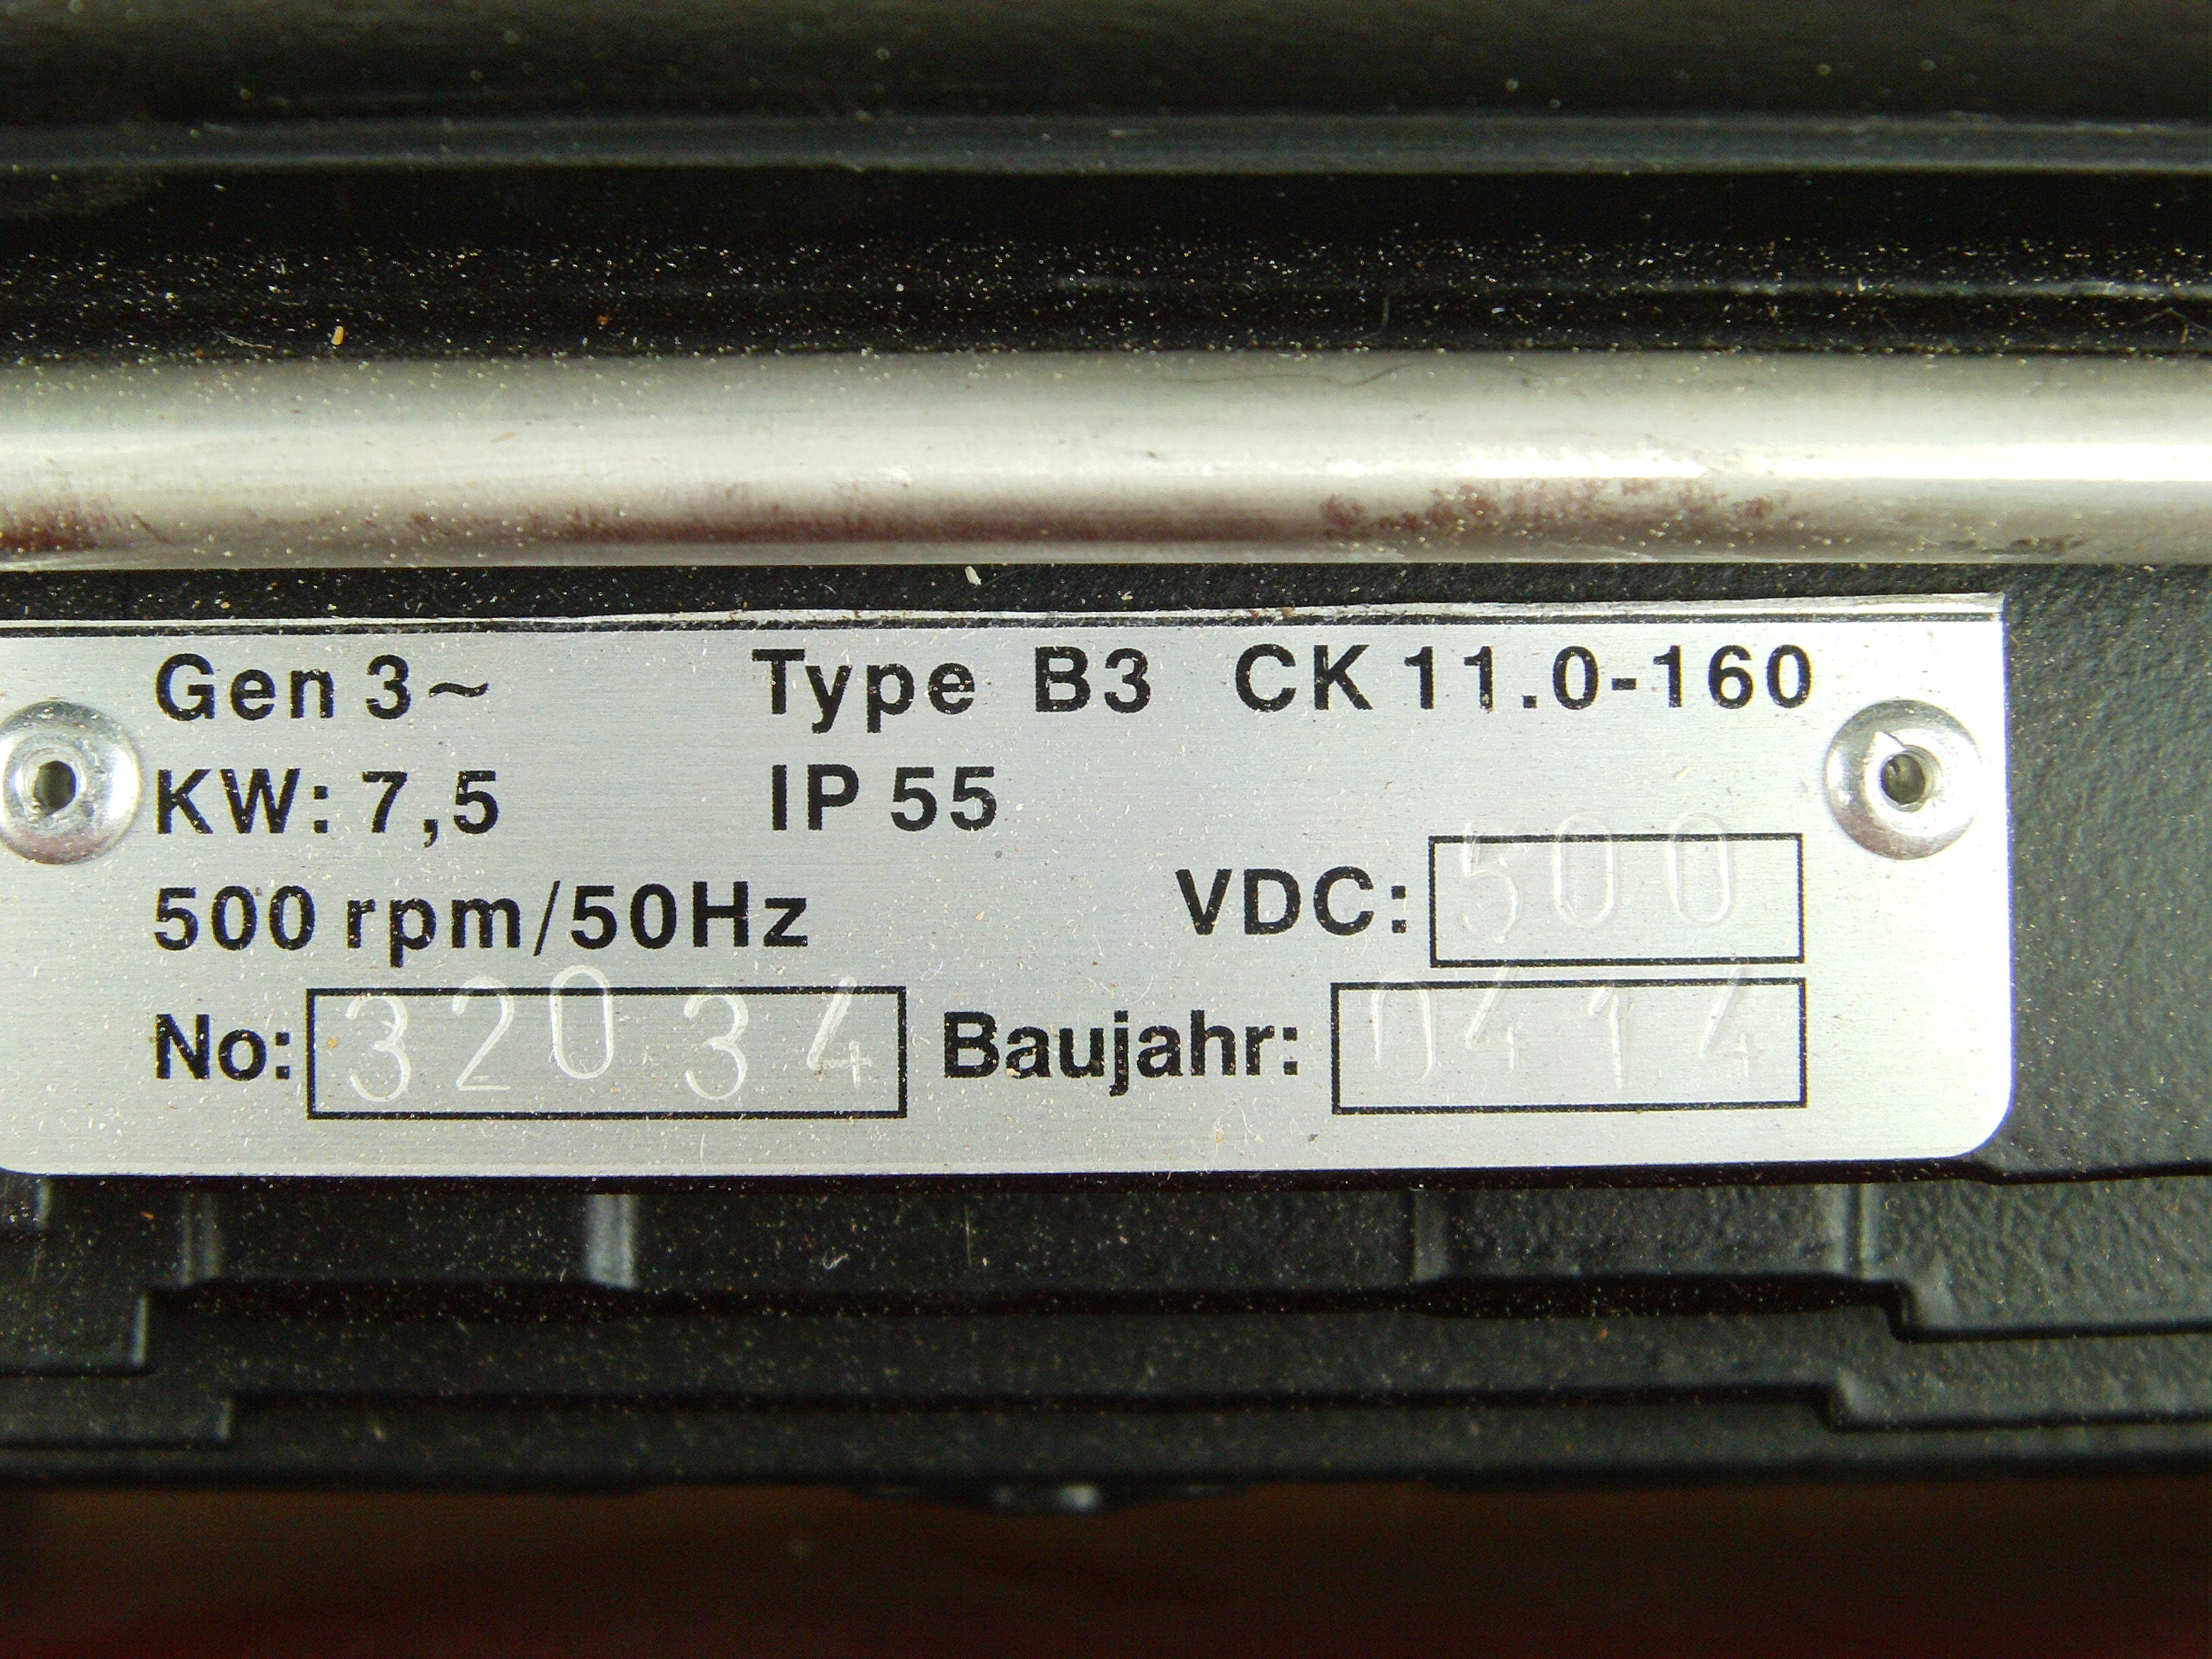 Gen 3~ Type B3 CK 11.0-160
KW: 7,5 IP 55
500 rpm/50Hz VDC: 500
No: 32034 Baujahr: 0414